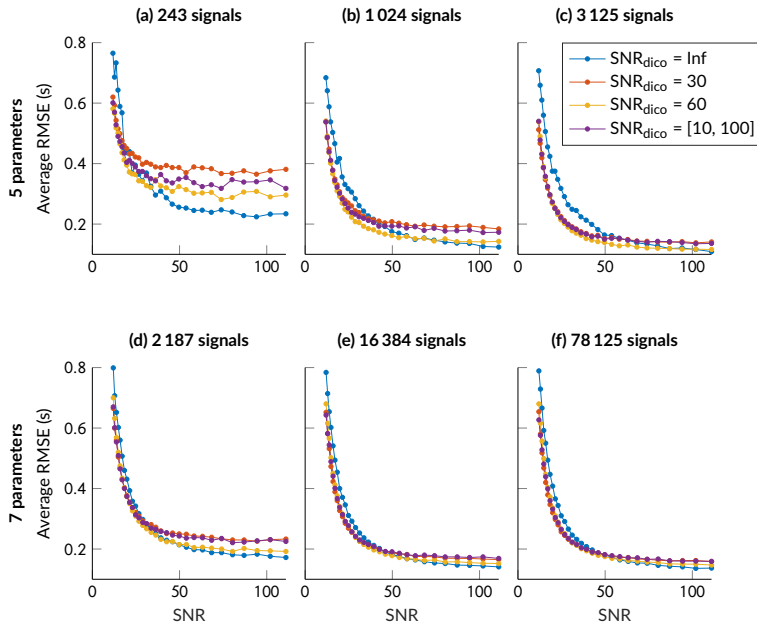 (a) 243 signals
(b) 1 024 signals
(c) 3 125 signals
5 parameters
Average RMSE (s)
0.8
0.6
0.4
0.2
0 50 100
0 50 100
0 50 100
SNRdico = Inf
SNRdico = 30
SNRdico = 60
SNRdico = [10, 100]
(d) 2 187 signals
(e) 16 384 signals
(f) 78 125 signals
7 parameters
Average RMSE (s)
0.8
0.6
0.4
0.2
0 50 100
0 50 100
0 50 100
SNR
SNR
SNR